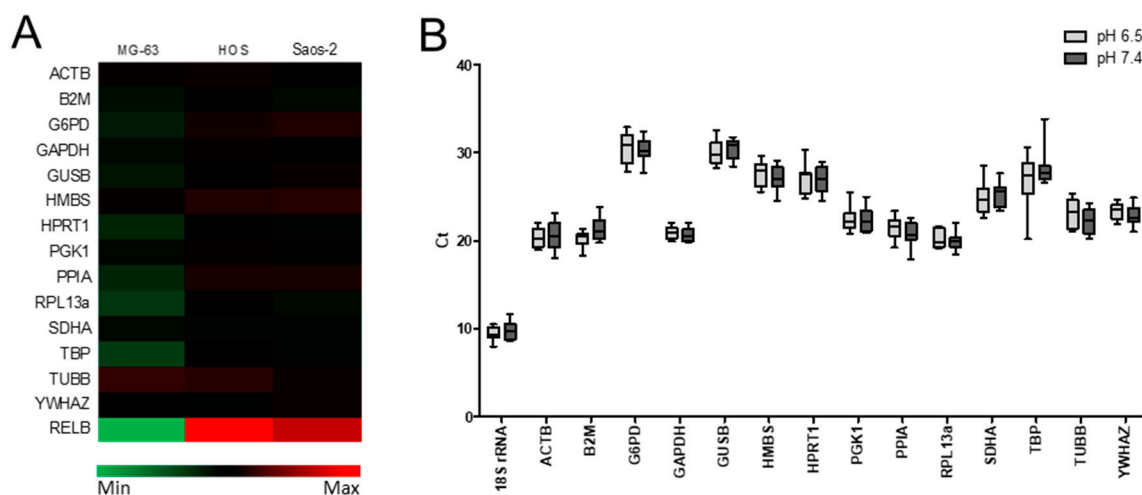 A
MG-63 HOS Saos-2
ACTB
B2M
G6PD
GAPDH
GUSB
HMBS
HPRT1
PGK1
PPIA
RPL13a
SDHA
TBP
TUBB
YWHAZ
RELB
Min Max
B
pH 6.5
pH 7.4
40
30
20
10
0
Ct
18S rRNA
ACTB
B2M
G6PD
GAPDH
GUSB
HMBS
HPRT1
PGK1
PPIA
RPL13a
SDHA
TBP
TUBB
YWHAZ